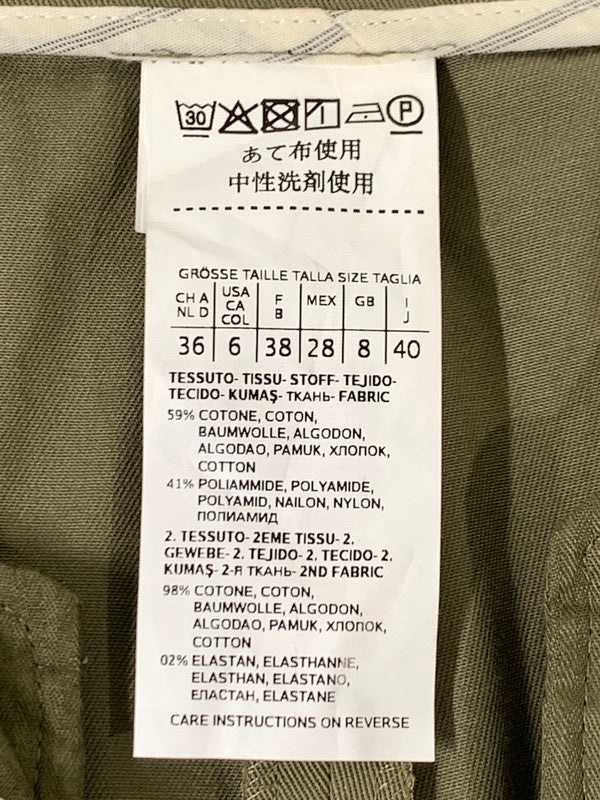 30 P
あて布使用
中性洗剤使用
GRÖSSE TAILLE TALLA SIZE TAGLIA
CH A NL D USA CA COL F B MEX GB I J
36 6 38 28 8 40
TESSUTO- TISSU- STOFF- TEJIDO-
TECIDO- KUMAŞ- ТКАНЬ- FABRIC
59% COTONE, COTON,
BAUMWOLLE, ALGODON,
ALGODAO, PAMUK, ХЛОПОК,
COTTON
41% POLIAMMIDE, POLYAMIDE,
POLYAMID, NAILON, NYLON,
ПОЛИАМИД
2. TESSUTO- 2EME TISSU- 2.
GEWEBE- 2. TEJIDO- 2. TECIDO- 2.
KUMAŞ- 2-Я ТКАНЬ- 2ND FABRIC
98% COTONE, COTON,
BAUMWOLLE, ALGODON,
ALGODAO, PAMUK, ХЛОПОК,
COTTON
02% ELASTAN, ELASTHANNE,
ELASTHAN, ELASTANO,
ЕЛАСТАН, ELASTANE
CARE INSTRUCTIONS ON REVERSE